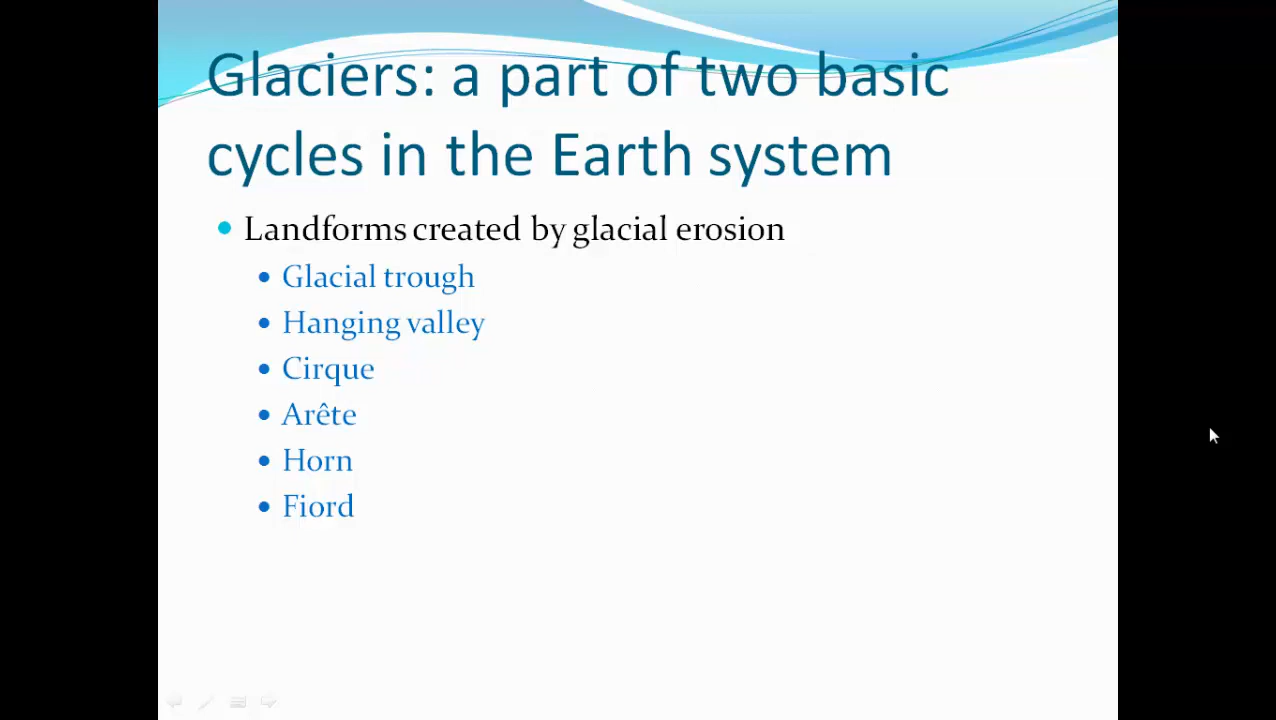 Glaciers: a part of two basic
cycles in the Earth system
Landforms created by glacial erosion
Glacial trough
Hanging valley
Cirque
Arête
Horn
Fiord